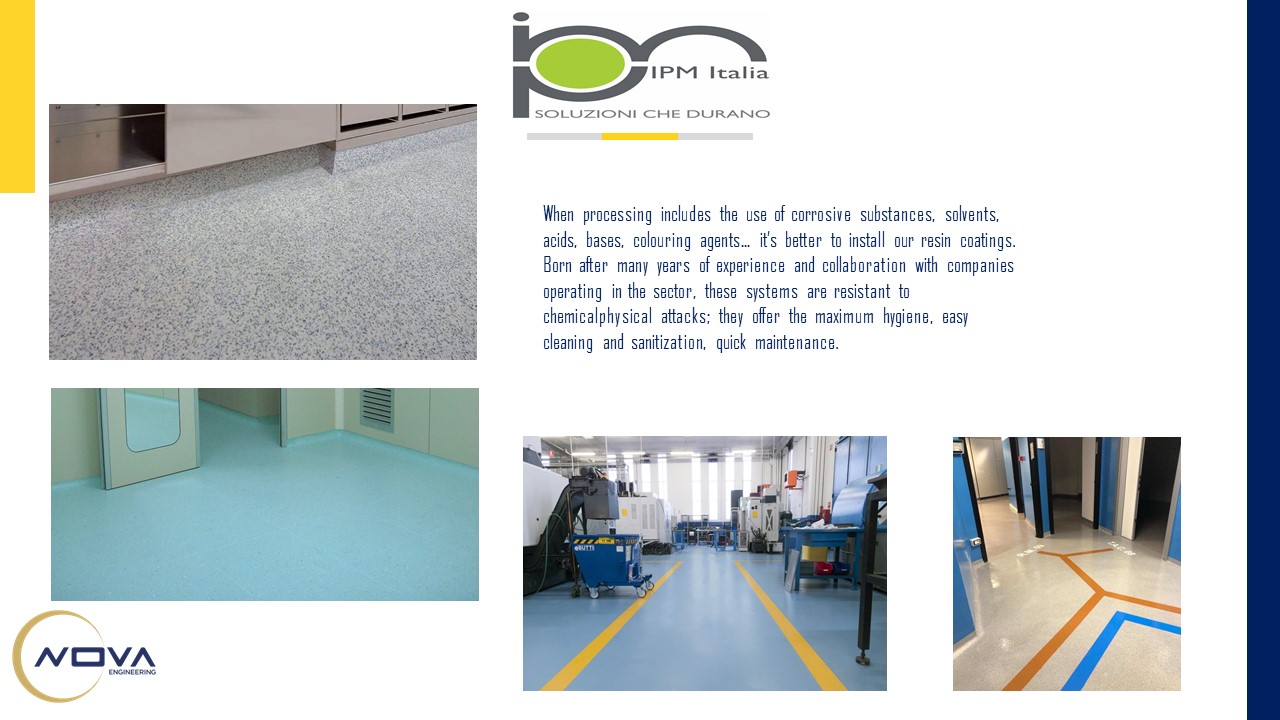 IPM Italia
SOLUZIONI CHE DURANO
When processing includes the use of corrosive substances, solvents,
acids, bases, colouring agents... it's better to install our resin coatings.
Born after many years of experience and collaboration with companies
operating in the sector, these systems are resistant to
chemicalphysical attacks; they offer the maximum hygiene, easy
cleaning and sanitization, quick maintenance.
BUTTI
NOVA
ENGINEERING